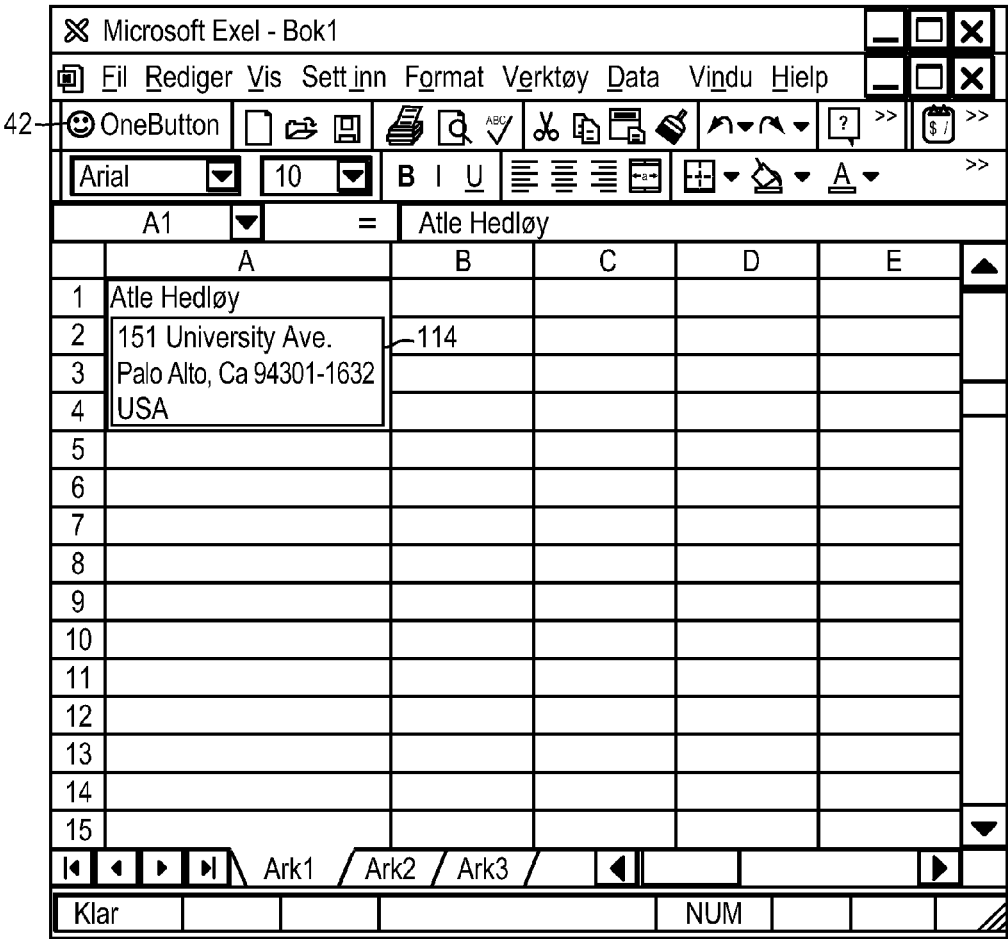 Microsoft Exel - Bok1
Fil Rediger Vis Sett inn Format Verktøy Data Vindu Hielp
42 OneButton ABC ? >> $ / >>
Arial 10 B I U a A >>
A1 = Atle Hedløy
A B C D E
1 Atle Hedløy
2 151 University Ave. 114
3 Palo Alto, Ca 94301-1632
4 USA
5
6
7
8
9
10
11
12
13
14
15
Ark1 Ark2 Ark3
Klar NUM